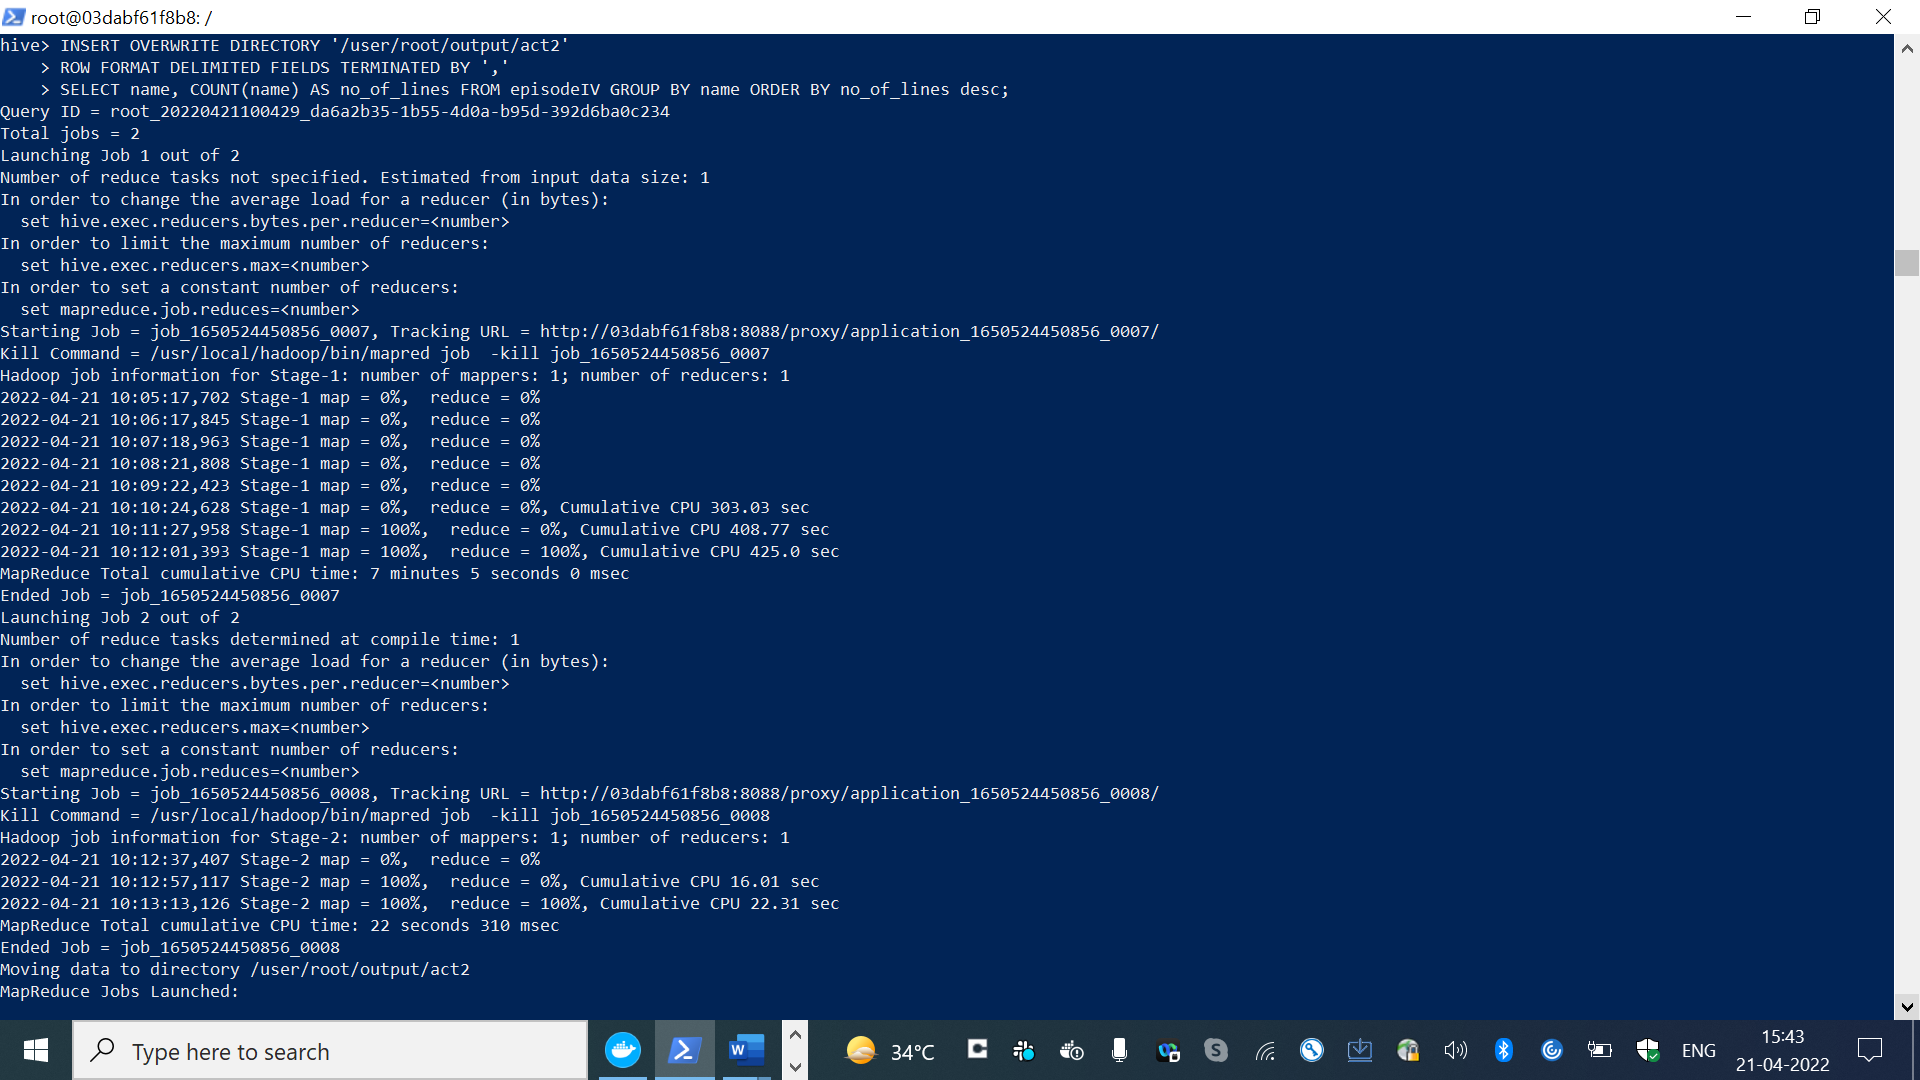 root@03dabf61f8b8: /
hive> INSERT OVERWRITE DIRECTORY '/user/root/output/act2'
    > ROW FORMAT DELIMITED FIELDS TERMINATED BY ','
    > SELECT name, COUNT(name) AS no_of_lines FROM episodeIV GROUP BY name ORDER BY no_of_lines desc;
Query ID = root_20220421100429_da6a2b35-1b55-4d0a-b95d-392d6ba0c234
Total jobs = 2
Launching Job 1 out of 2
Number of reduce tasks not specified. Estimated from input data size: 1
In order to change the average load for a reducer (in bytes):
  set hive.exec.reducers.bytes.per.reducer=<number>
In order to limit the maximum number of reducers:
  set hive.exec.reducers.max=<number>
In order to set a constant number of reducers:
  set mapreduce.job.reduces=<number>
Starting Job = job_1650524450856_0007, Tracking URL = http://03dabf61f8b8:8088/proxy/application_1650524450856_0007/
Kill Command = /usr/local/hadoop/bin/mapred job  -kill job_1650524450856_0007
Hadoop job information for Stage-1: number of mappers: 1; number of reducers: 1
2022-04-21 10:05:17,702 Stage-1 map = 0%,  reduce = 0%
2022-04-21 10:06:17,845 Stage-1 map = 0%,  reduce = 0%
2022-04-21 10:07:18,963 Stage-1 map = 0%,  reduce = 0%
2022-04-21 10:08:21,808 Stage-1 map = 0%,  reduce = 0%
2022-04-21 10:09:22,423 Stage-1 map = 0%,  reduce = 0%
2022-04-21 10:10:24,628 Stage-1 map = 0%,  reduce = 0%, Cumulative CPU 303.03 sec
2022-04-21 10:11:27,958 Stage-1 map = 100%,  reduce = 0%, Cumulative CPU 408.77 sec
2022-04-21 10:12:01,393 Stage-1 map = 100%,  reduce = 100%, Cumulative CPU 425.0 sec
MapReduce Total cumulative CPU time: 7 minutes 5 seconds 0 msec
Ended Job = job_1650524450856_0007
Launching Job 2 out of 2
Number of reduce tasks determined at compile time: 1
In order to change the average load for a reducer (in bytes):
  set hive.exec.reducers.bytes.per.reducer=<number>
In order to limit the maximum number of reducers:
  set hive.exec.reducers.max=<number>
In order to set a constant number of reducers:
  set mapreduce.job.reduces=<number>
Starting Job = job_1650524450856_0008, Tracking URL = http://03dabf61f8b8:8088/proxy/application_1650524450856_0008/
Kill Command = /usr/local/hadoop/bin/mapred job  -kill job_1650524450856_0008
Hadoop job information for Stage-2: number of mappers: 1; number of reducers: 1
2022-04-21 10:12:37,407 Stage-2 map = 0%,  reduce = 0%
2022-04-21 10:12:57,117 Stage-2 map = 100%,  reduce = 0%, Cumulative CPU 16.01 sec
2022-04-21 10:13:13,126 Stage-2 map = 100%,  reduce = 100%, Cumulative CPU 22.31 sec
MapReduce Total cumulative CPU time: 22 seconds 310 msec
Ended Job = job_1650524450856_0008
Moving data to directory /user/root/output/act2
MapReduce Jobs Launched:
Type here to search
34°C
ENG
15:43
21-04-2022